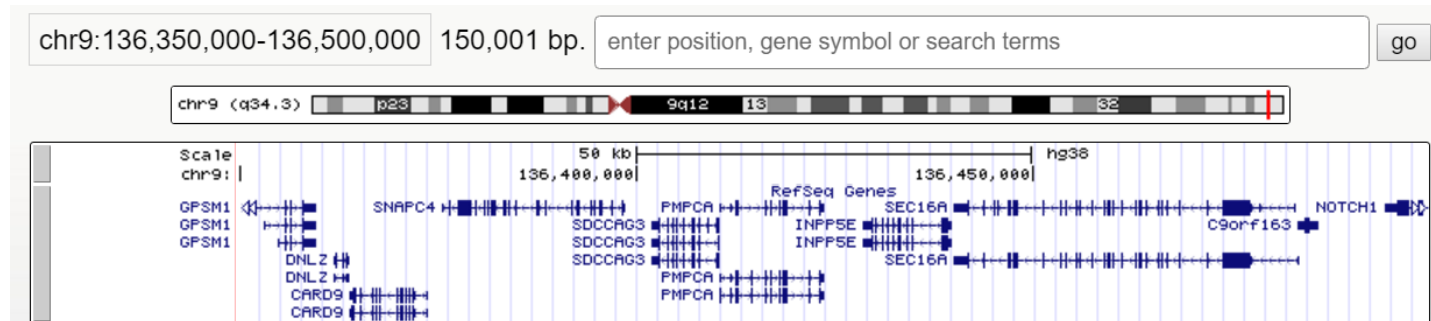 chr9:136,350,000-136,500,000 150,001 bp. enter position, gene symbol or search terms go
chr9 (q34.3) p23 9q12 13 32
Scale 50 kb hg38
chr9: 136,400,000 136,450,000
RefSeq Genes
GPSM1 SNAPC4 PMPCA SEC16A NOTCH1
GPSM1 SDCCAG3 INPP5E C9orf163
GPSM1 SDCCAG3 INPP5E
DNLZ SDCCAG3 SEC16A
DNLZ PMPCA
CARD9 PMPCA
CARD9